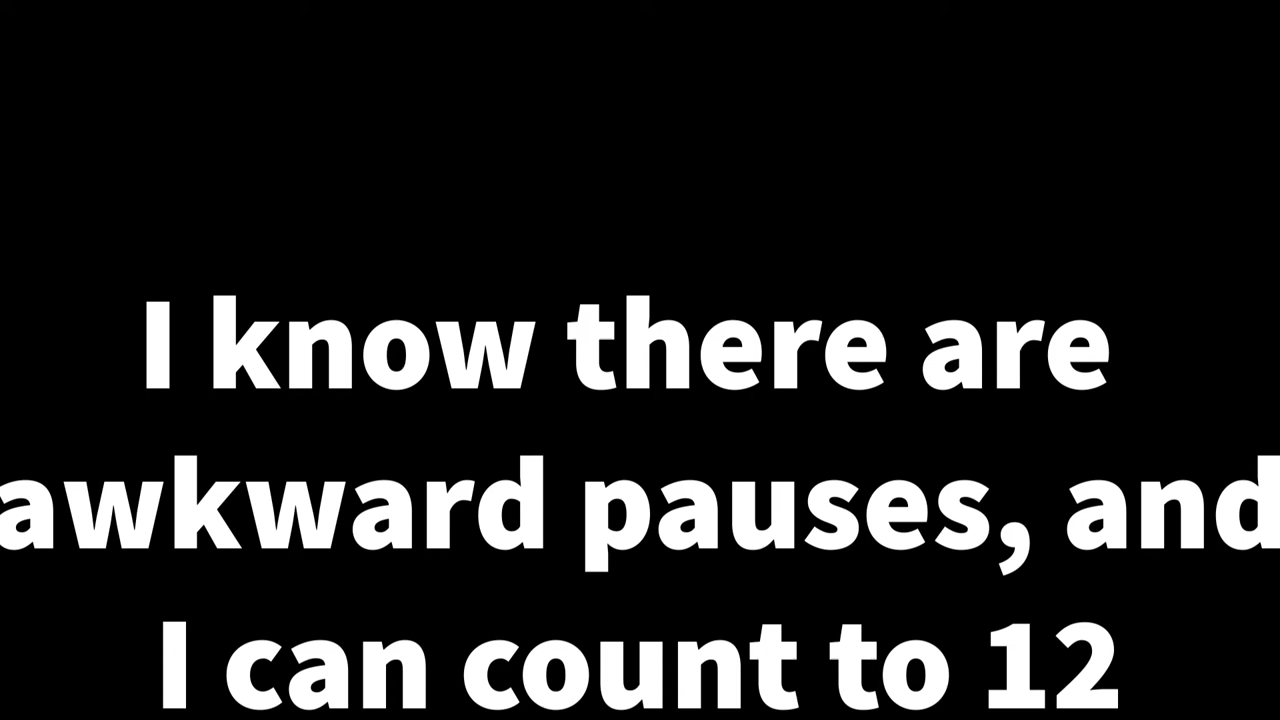 I know there are
awkward pauses, and
I can count to 12